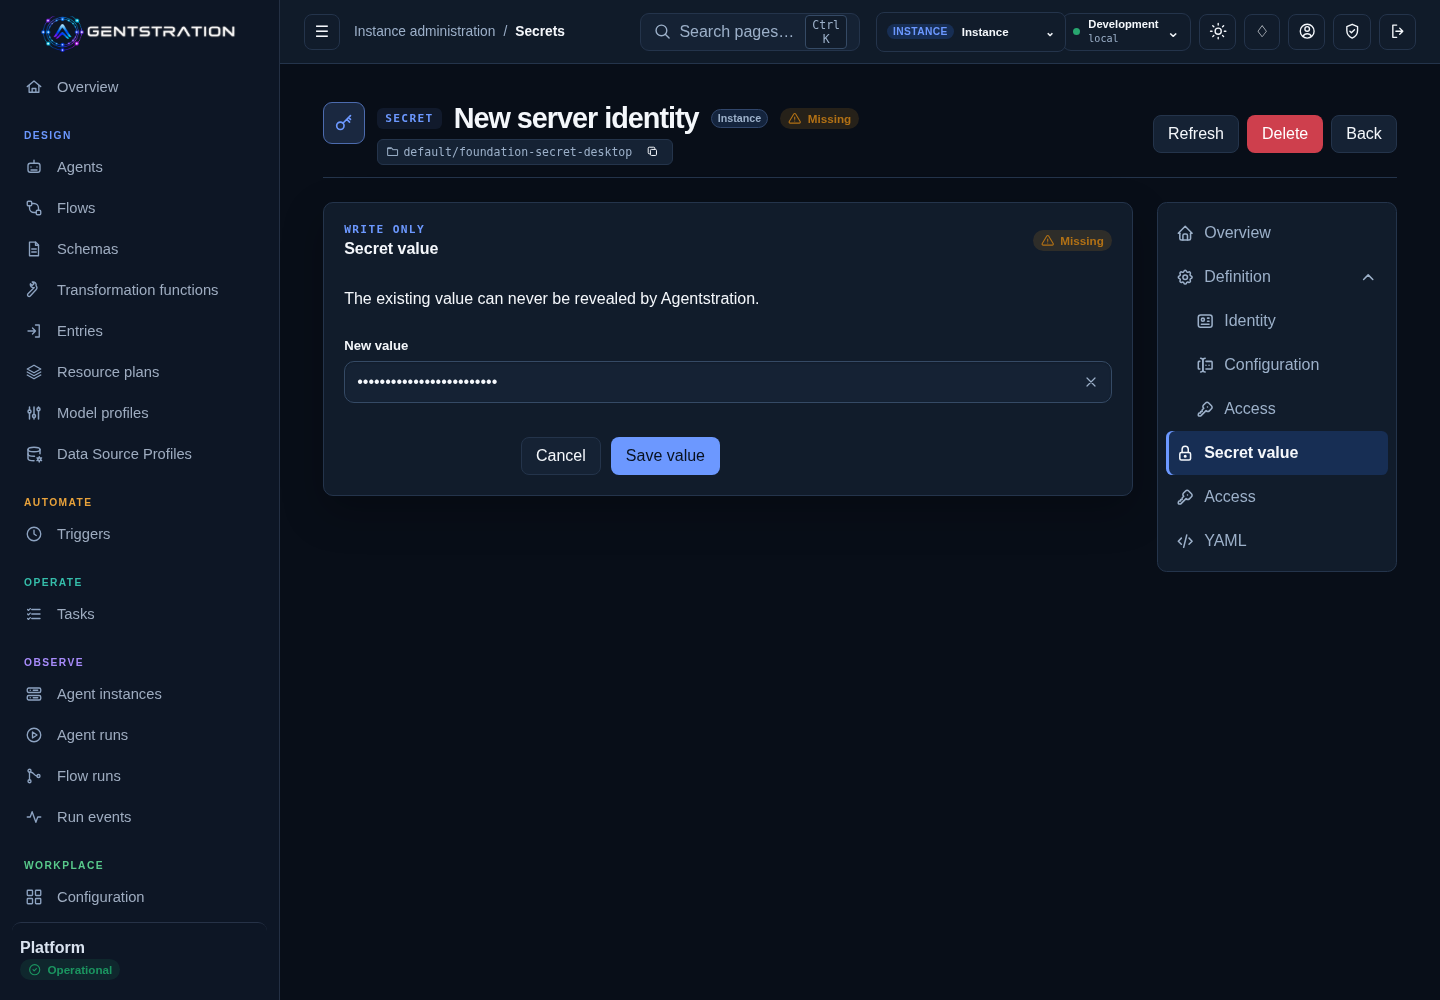 GENTSTRATION
☰
Instance administration / Secrets
Search pages…
Ctrl K
INSTANCE Instance
Development
local
Overview
DESIGN
Agents
Flows
Schemas
Transformation functions
Entries
Resource plans
Model profiles
Data Source Profiles
AUTOMATE
Triggers
OPERATE
Tasks
OBSERVE
Agent instances
Agent runs
Flow runs
Run events
WORKPLACE
Configuration
Platform
Operational
SECRET New server identity Instance Missing
default/foundation-secret-desktop
Refresh Delete Back
WRITE ONLY
Secret value
Missing
The existing value can never be revealed by Agentstration.
New value
•••••••••••••••••••••••••
Cancel Save value
Overview
Definition
Identity
Configuration
Access
Secret value
Access
YAML